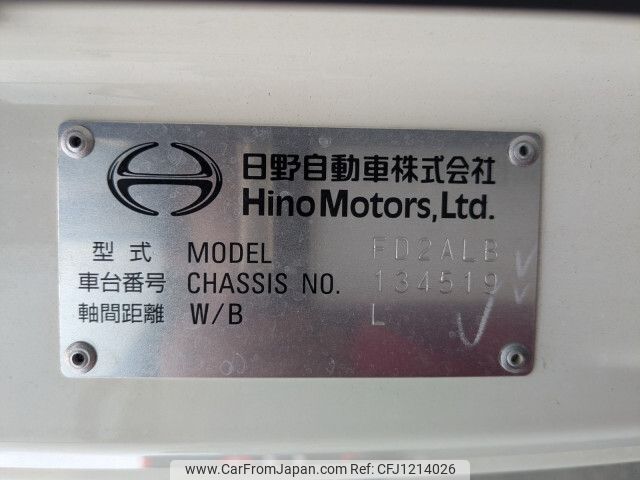 日野自動車株式会社
Hino Motors, Ltd.
型式 MODEL FD2ALB
車台番号 CHASSIS NO. 134519
軸間距離 W/B L
www.CarFromJapan.com | CFJ1214026